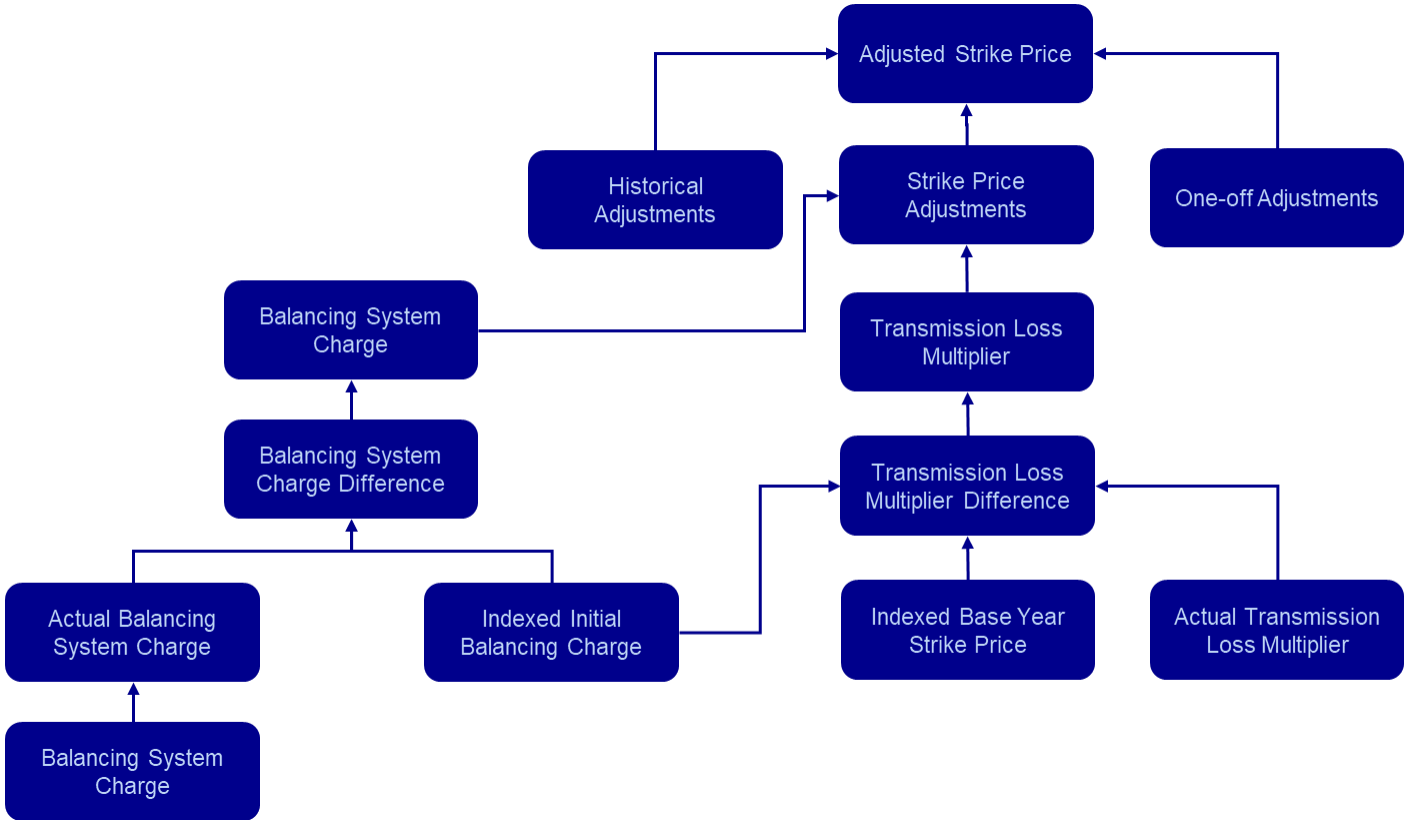 Adjusted Strike Price
Historical
Adjustments
Strike Price
Adjustments
One-off Adjustments
Balancing System
Charge
Transmission Loss
Multiplier
Balancing System
Charge Difference
Transmission Loss
Multiplier Difference
Actual Balancing
System Charge
Indexed Initial
Balancing Charge
Indexed Base Year
Strike Price
Actual Transmission
Loss Multiplier
Balancing System
Charge